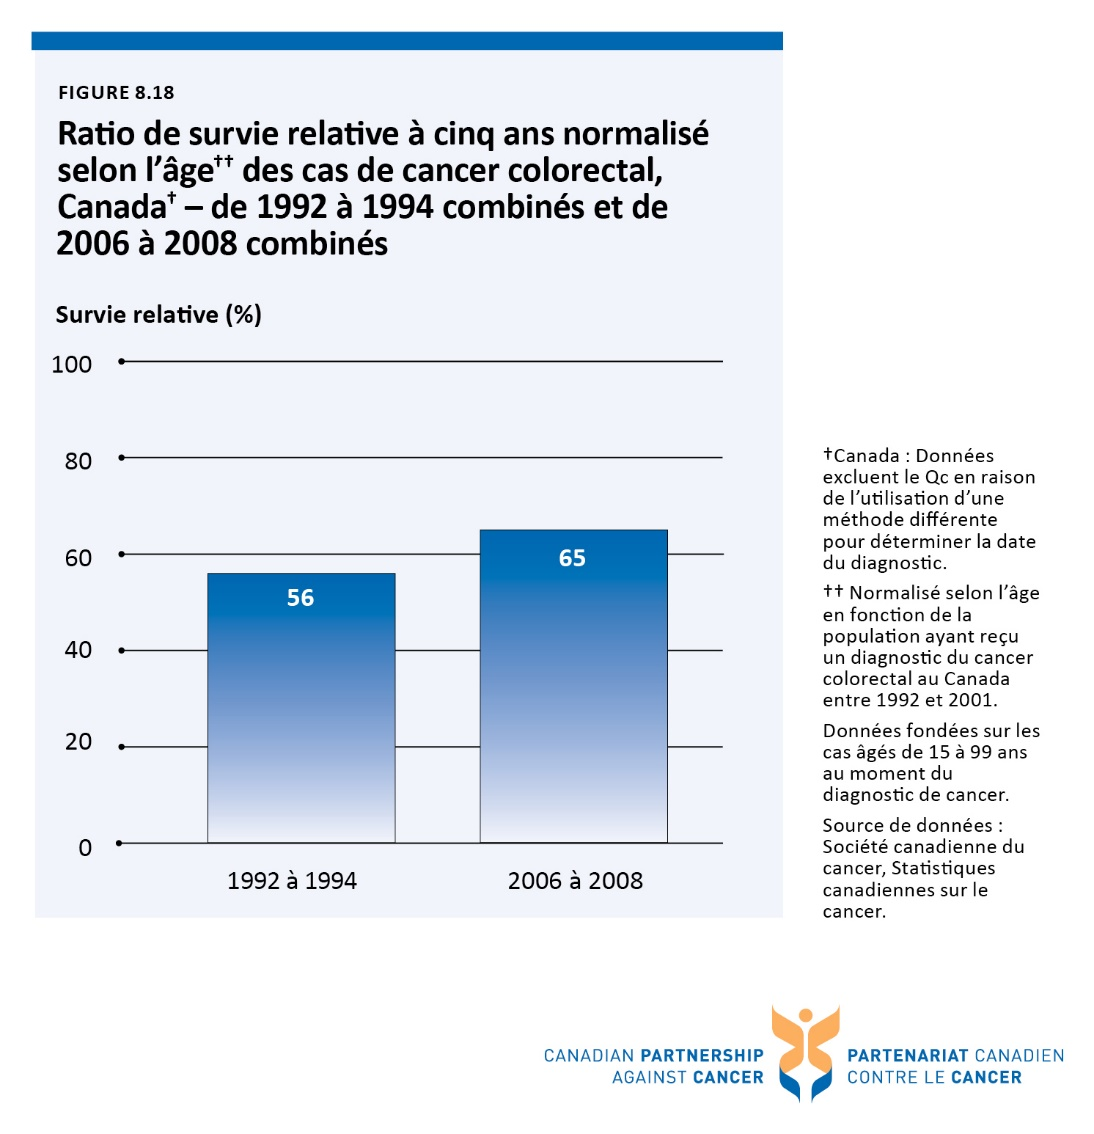 FIGURE 8.18
Ratio de survie relative à cinq ans normalisé
selon l’âge†† des cas de cancer colorectal,
Canada† – de 1992 à 1994 combinés et de
2006 à 2008 combinés
Survie relative (%)
100
80
60
40
20
0
56
65
1992 à 1994
2006 à 2008
†Canada : Données
excluent le Qc en raison
de l’utilisation d’une
méthode différente
pour déterminer la date
du diagnostic.
†† Normalisé selon l’âge
en fonction de la
population ayant reçu
un diagnostic du cancer
colorectal au Canada
entre 1992 et 2001.
Données fondées sur les
cas âgés de 15 à 99 ans
au moment du
diagnostic de cancer.
Source de données :
Société canadienne du
cancer, Statistiques
canadiennes sur le
cancer.
CANADIAN PARTNERSHIP
AGAINST CANCER
PARTENARIAT CANADIEN
CONTRE LE CANCER